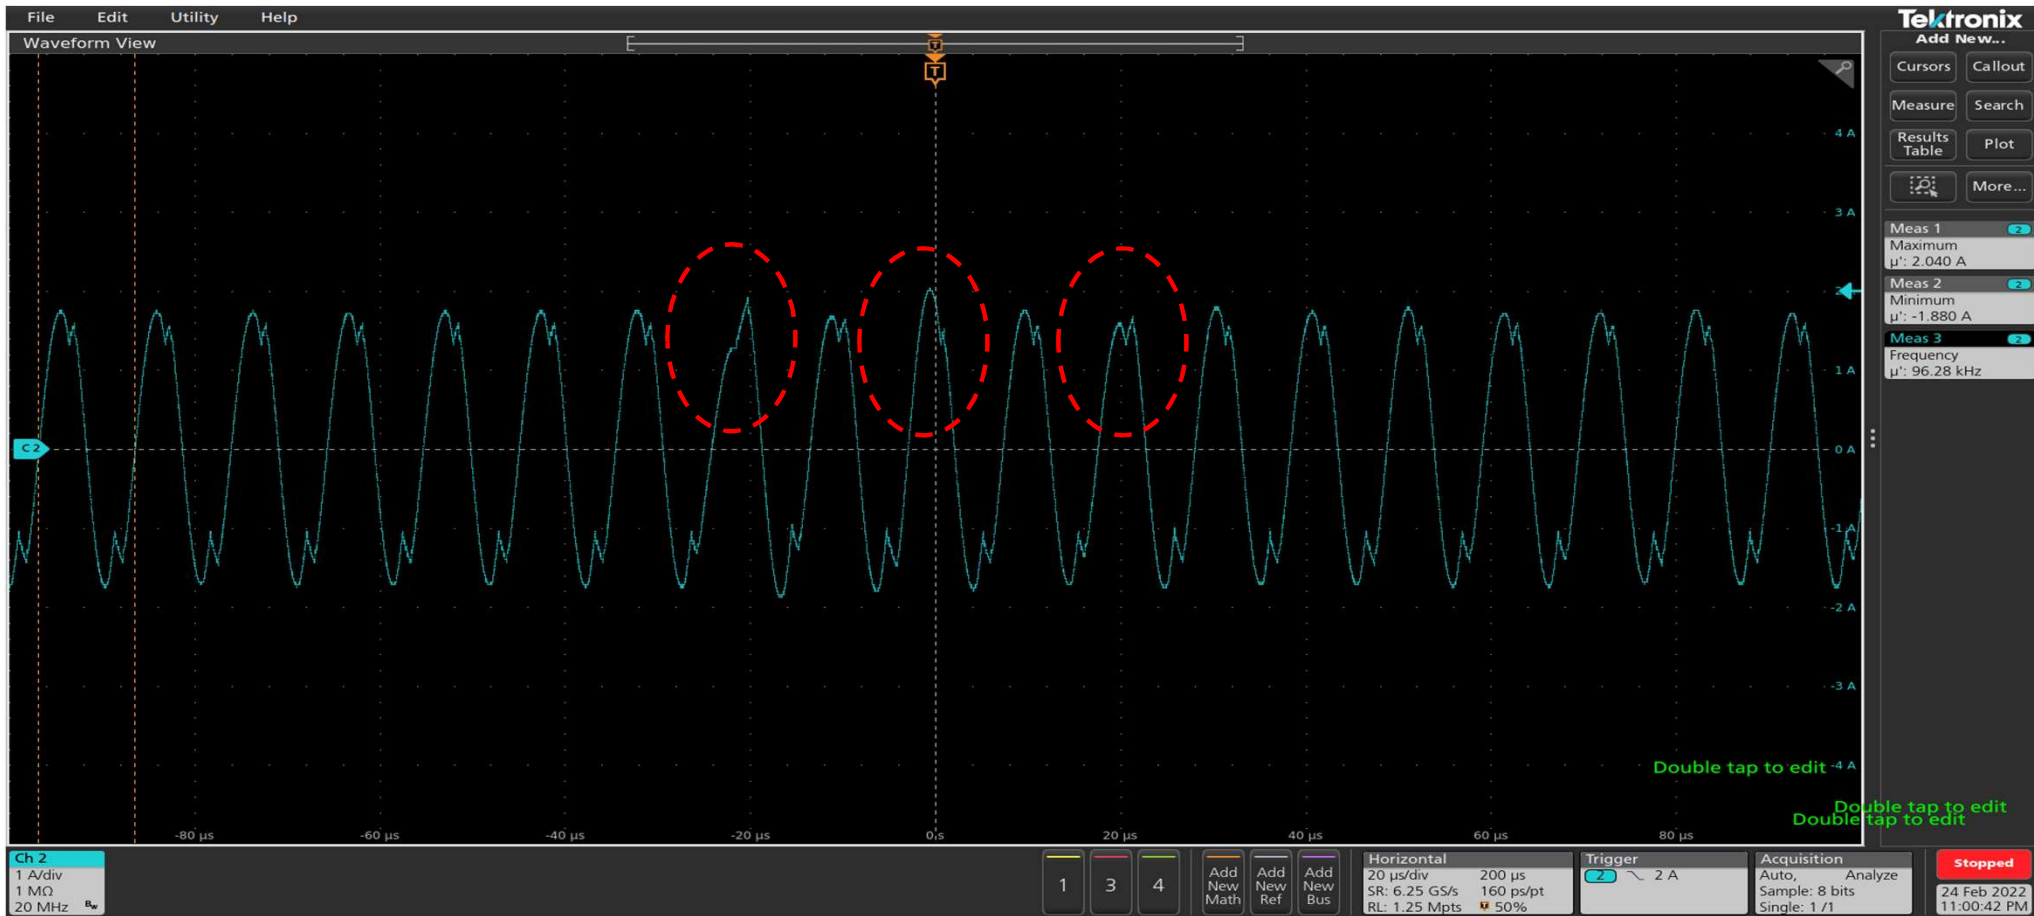 File Edit Utility Help
Tektronix
Waveform View
Add New...
T
T
Cursors Callout
Measure Search
Results Table Plot
More...
4 A
3 A
1 A
0 A
-1 A
-2 A
-3 A
-4 A
C 2
Meas 1 2
Maximum
µ': 2.040 A
Meas 2 2
Minimum
µ': -1.880 A
Meas 3 2
Frequency
µ': 96.28 kHz
Double tap to edit
Double tap to edit
Double tap to edit
-80 µs -60 µs -40 µs -20 µs 0 s 20 µs 40 µs 60 µs 80 µs
Ch 2
1 A/div
1 MΩ
20 MHz Bw
1 3 4
Add New Math
Add New Ref
Add New Bus
Horizontal
20 µs/div 200 µs
SR: 6.25 GS/s 160 ps/pt
RL: 1.25 Mpts 50%
Trigger
2 2 A
Acquisition
Auto, Analyze
Sample: 8 bits
Single: 1 /1
Stopped
24 Feb 2022
11:00:42 PM